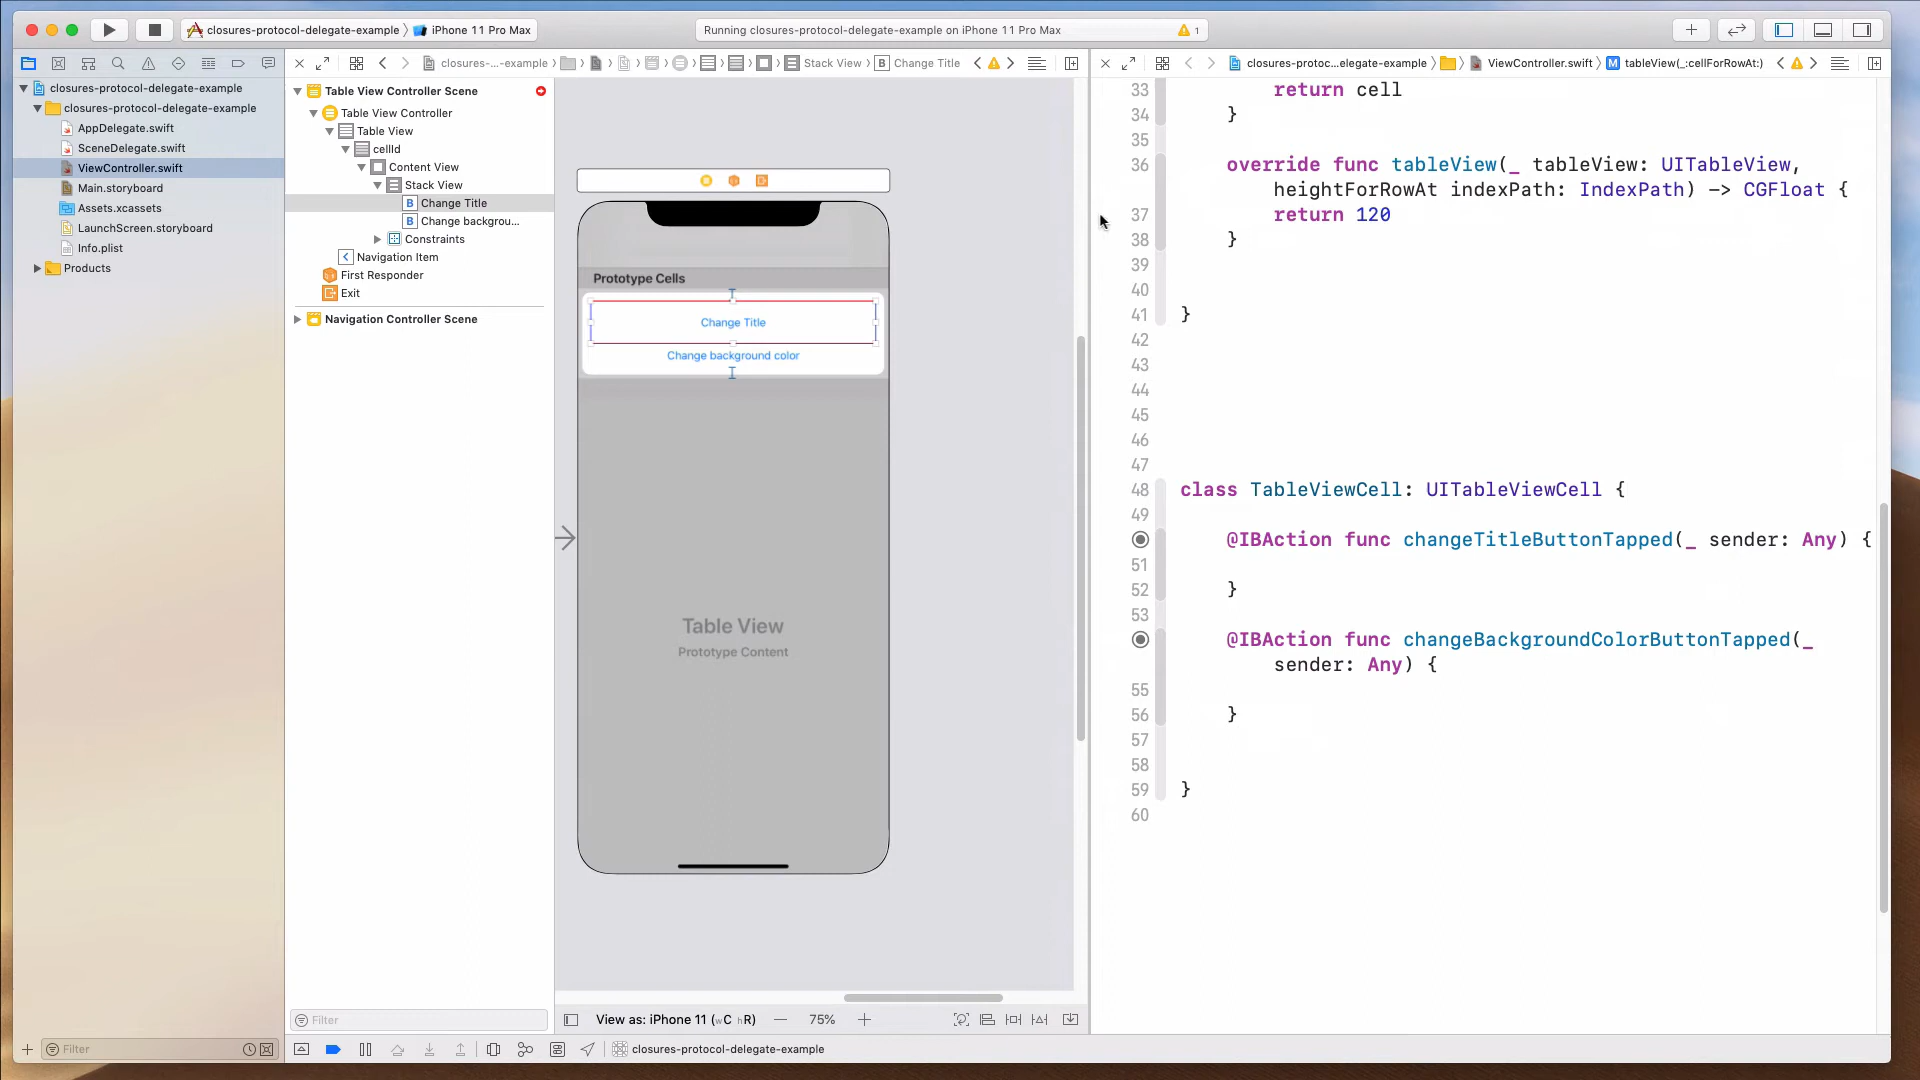 closures-protocol-delegate-example 〉 iPhone 11 Pro Max
Running closures-protocol-delegate-example on iPhone 11 Pro Max
1
closures-protocol-delegate-example
closures-protocol-delegate-example
AppDelegate.swift
SceneDelegate.swift
ViewController.swift
Main.storyboard
Assets.xcassets
LaunchScreen.storyboard
Info.plist
Products
Filter
closures-...-example
Stack View
B Change Title
Table View Controller Scene
Table View Controller
Table View
cellId
Content View
Stack View
B Change Title
B Change backgrou...
Constraints
Navigation Item
First Responder
Exit
Navigation Controller Scene
Filter
Prototype Cells
Change Title
Change background color
Table View
Prototype Content
View as: iPhone 11 (wC hR)
75%
closures-protocol-delegate-example
closures-protoc...elegate-example
ViewController.swift
M tableView(_:cellForRowAt:)
33 return cell
34 }
35
36 override func tableView(_ tableView: UITableView,
heightForRowAt indexPath: IndexPath) -> CGFloat {
37 return 120
38 }
39
40
41 }
42
43
44
45
46
47
48 class TableViewCell: UITableViewCell {
49
@IBAction func changeTitleButtonTapped(_ sender: Any) {
51
52 }
53
@IBAction func changeBackgroundColorButtonTapped(_
sender: Any) {
55
56 }
57
58
59 }
60